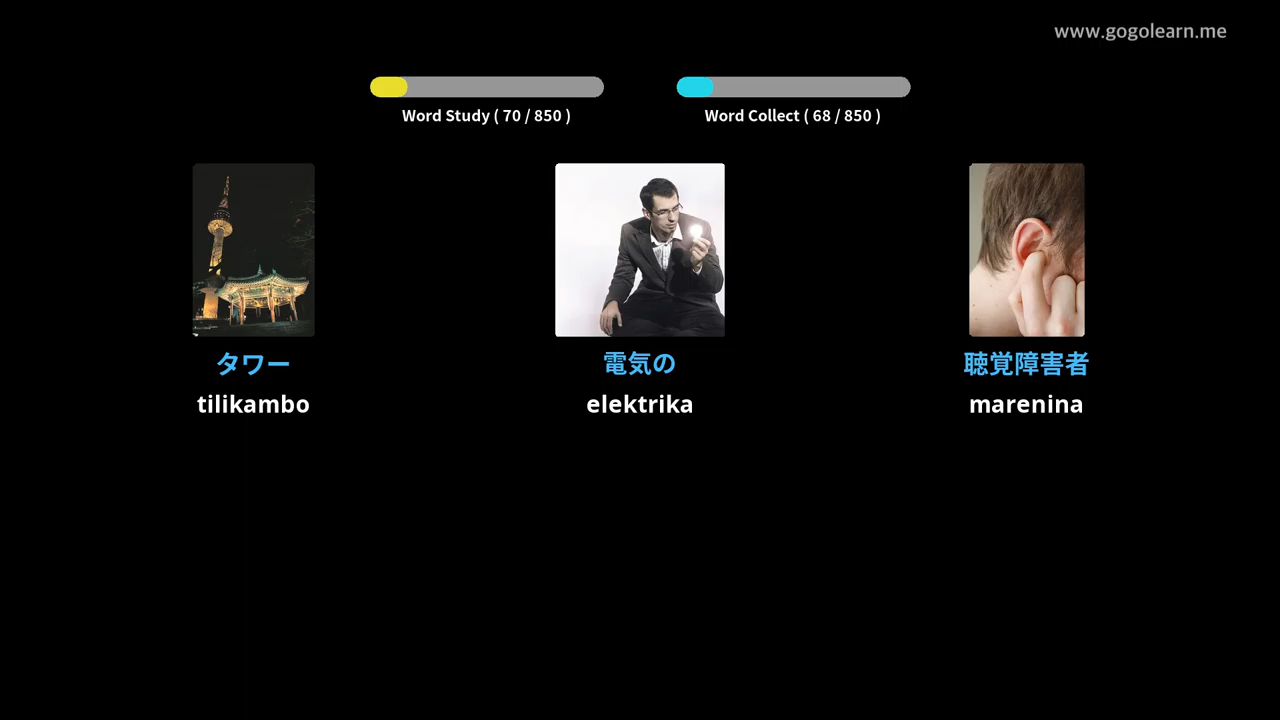 www.gogolearn.me
Word Study ( 70 / 850 )
Word Collect ( 68 / 850 )
タワー
電気の
聴覚障害者
tilikambo
elektrika
marenina